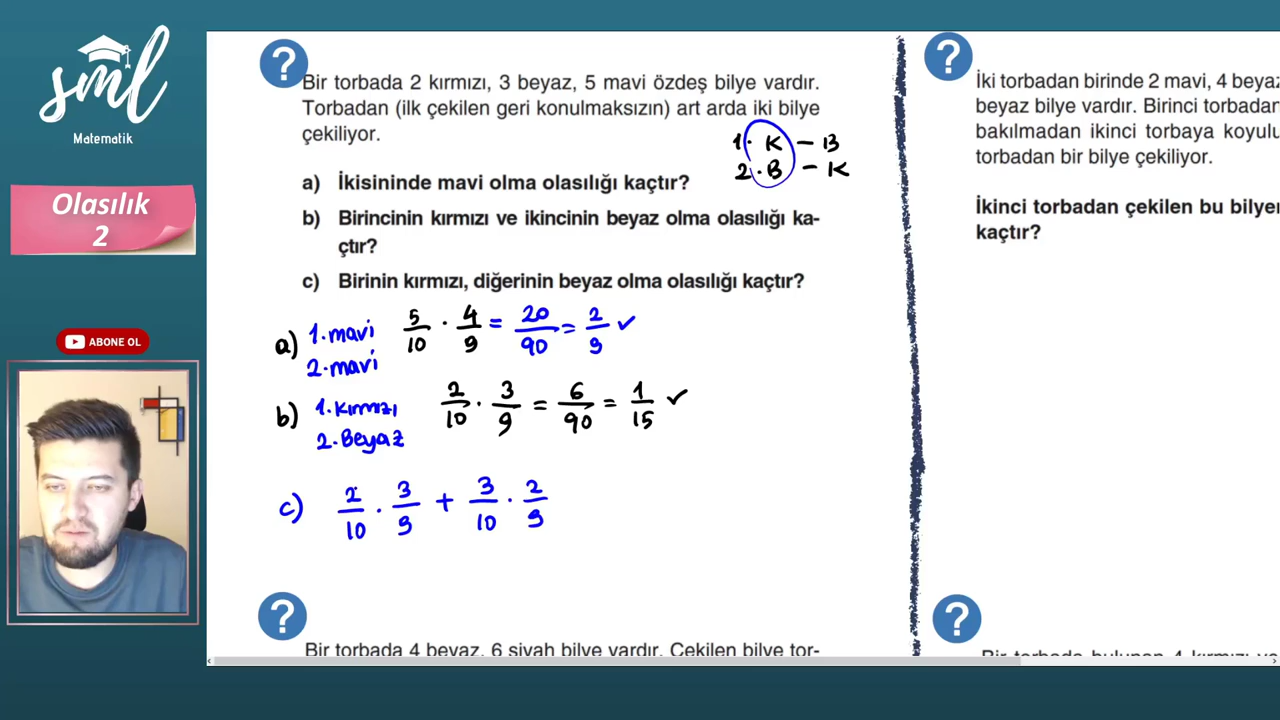 sml
Matematik
Olasılık
2
ABONE OL
?
Bir torbada 2 kırmızı, 3 beyaz, 5 mavi özdeş bilye vardır.
Torbadan (ilk çekilen geri konulmaksızın) art arda iki bilye
çekiliyor.
1. K – B
2. B – K
a) İkisininde mavi olma olasılığı kaçtır?
b) Birincinin kırmızı ve ikincinin beyaz olma olasılığı ka-
çtır?
c) Birinin kırmızı, diğerinin beyaz olma olasılığı kaçtır?
a) 1. mavi 5/10 · 4/9 = 20/90 = 2/9 ✓
2. mavi
b) 1. Kırmızı 2/10 · 3/9 = 6/90 = 1/15 ✓
2. Beyaz
c) 2/10 · 3/9 + 3/10 · 2/9
?
Bir torbada 4 beyaz, 6 siyah bilye vardır. Çekilen bilye tor-
?
İki torbadan birinde 2 mavi, 4 beyaz
beyaz bilye vardır. Birinci torbadan
bakılmadan ikinci torbaya koyulu
torbadan bir bilye çekiliyor.
İkinci torbadan çekilen bu bilyen
kaçtır?
?
Bir torbada bulunan 4 kırmızı ve